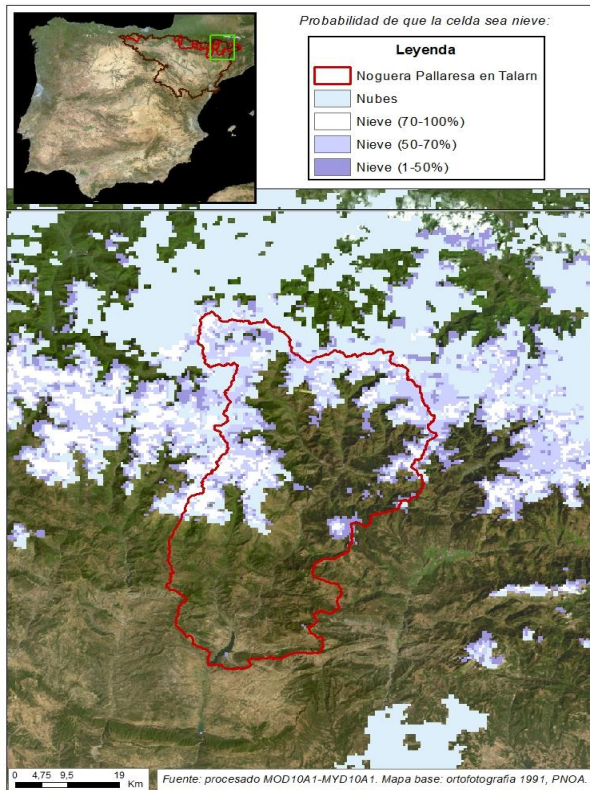 Probabilidad de que la celda sea nieve:
Leyenda
Noguera Pallaresa en Talarn
Nubes
Nieve (70-100%)
Nieve (50-70%)
Nieve (1-50%)
0 4,75 9,5 19
Km
Fuente: procesado MOD10A1-MYD10A1. Mapa base: ortofotografía 1991, PNOA.